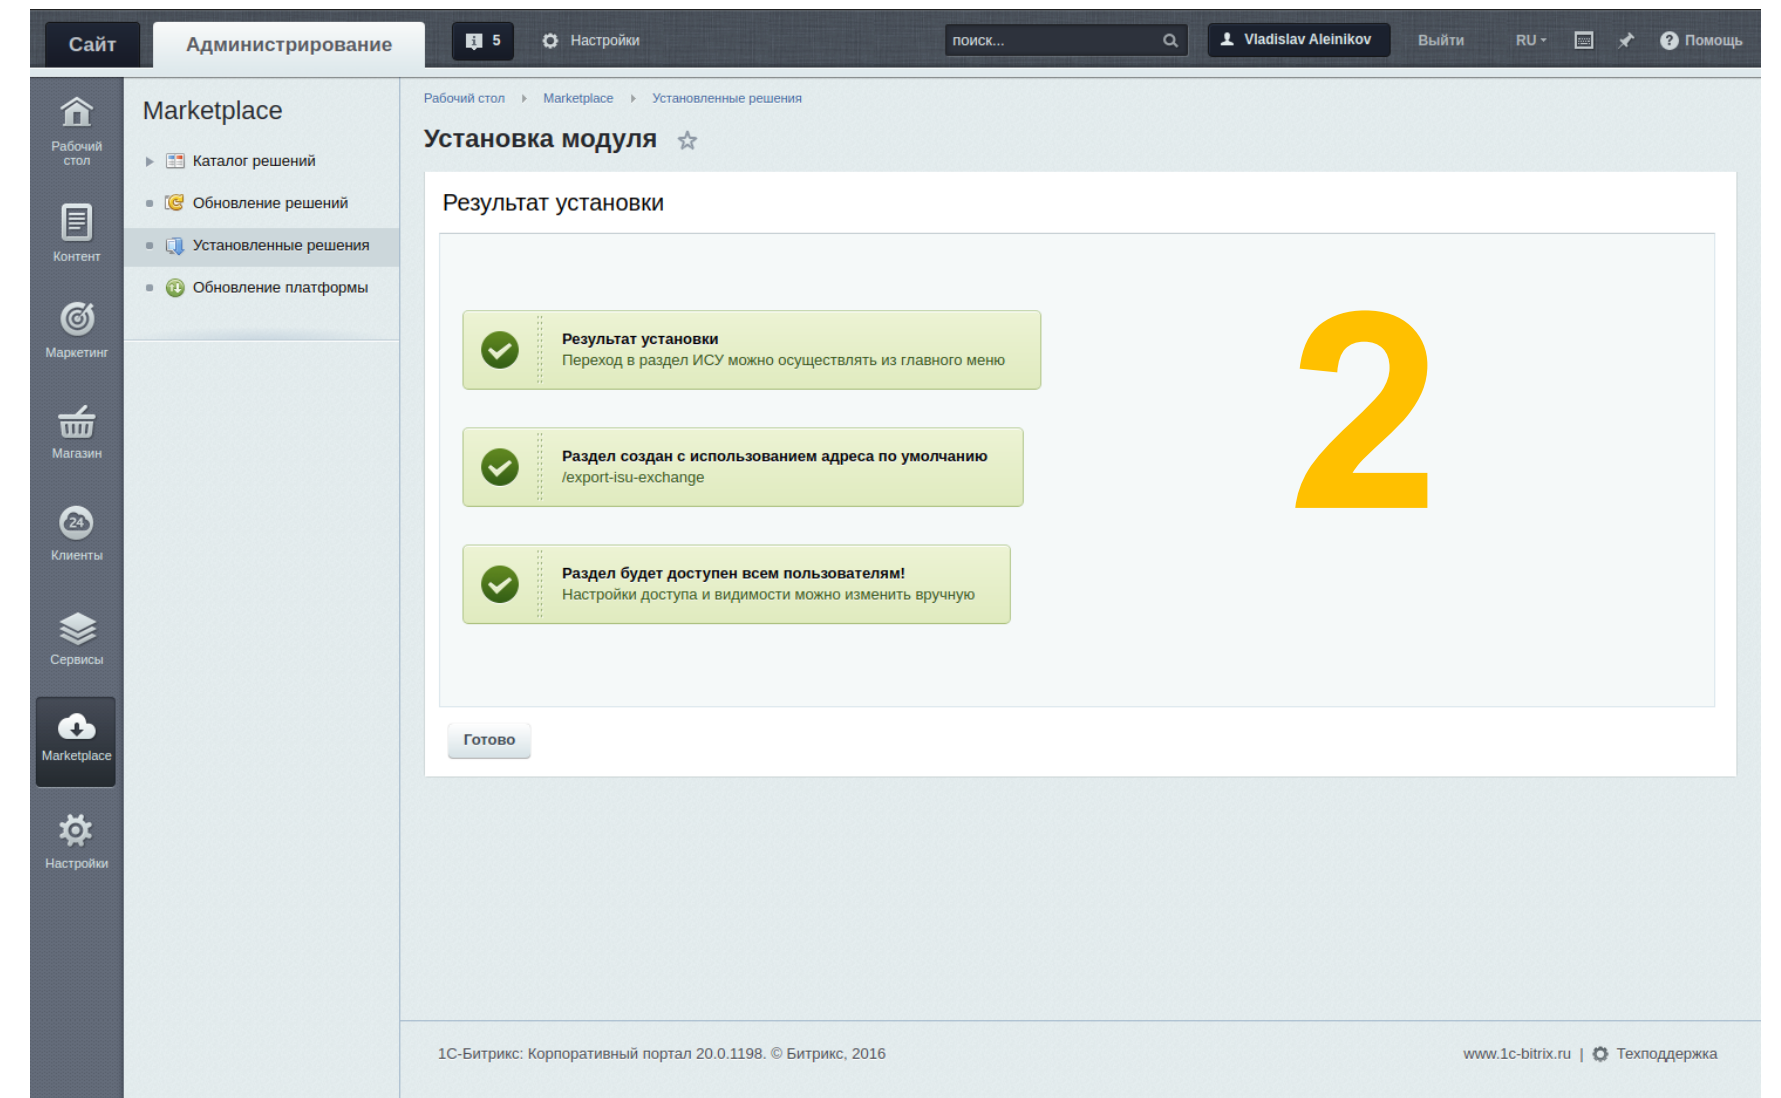 Сайт
Администрирование
5
Настройки
поиск...
Vladislav Aleinikov
Выйти
RU
Помощь
Рабочий
стол
Контент
Маркетинг
Магазин
24
Клиенты
Сервисы
Marketplace
Настройки
Marketplace
Каталог решений
Обновление решений
Установленные решения
Обновление платформы
Рабочий стол
Marketplace
Установленные решения
Установка модуля
Результат установки
Результат установки
Переход в раздел ИСУ можно осуществлять из главного меню
Раздел создан с использованием адреса по умолчанию
/export-isu-exchange
Раздел будет доступен всем пользователям!
Настройки доступа и видимости можно изменить вручную
2
Готово
1С-Битрикс: Корпоративный портал 20.0.1198. © Битрикс, 2016
www.1c-bitrix.ru | Техподдержка